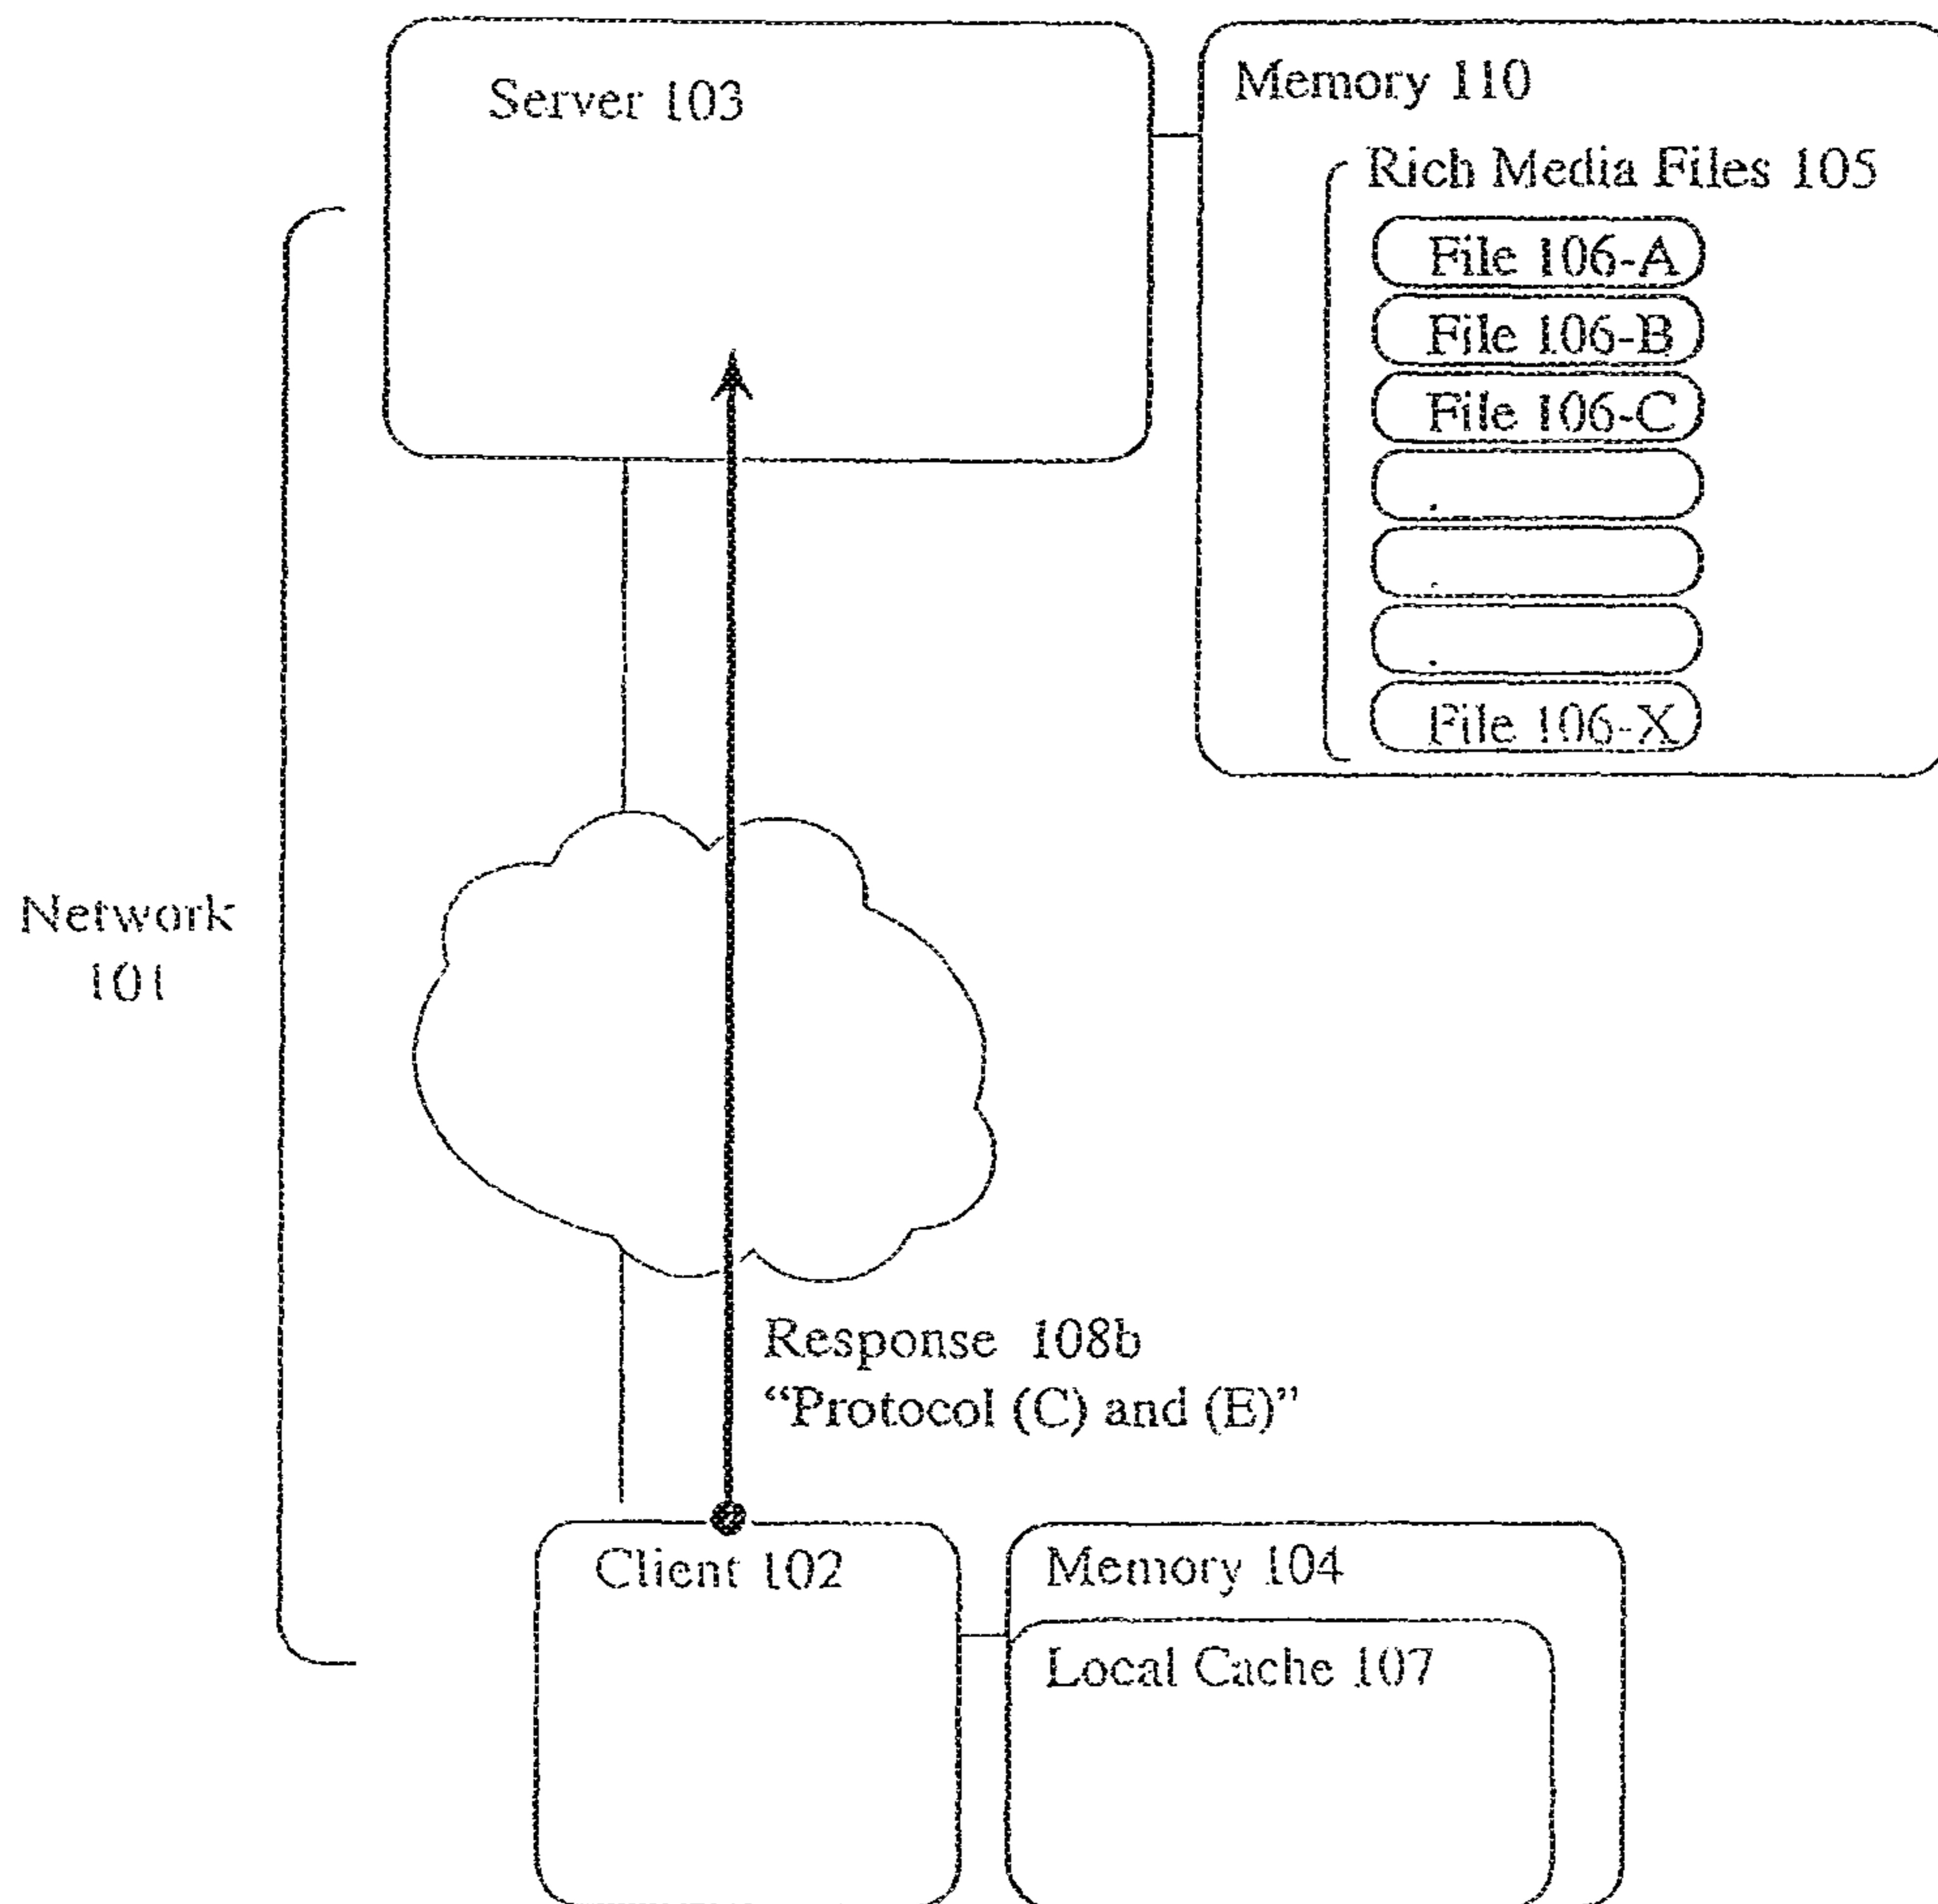 Server 103
Memory 110
Rich Media Files 105
File 106-A
File 106-B
File 106-C
File 106-X
Network
101
Response 108b
“Protocol (C) and (E)”
Client 102
Memory 104
Local Cache 107